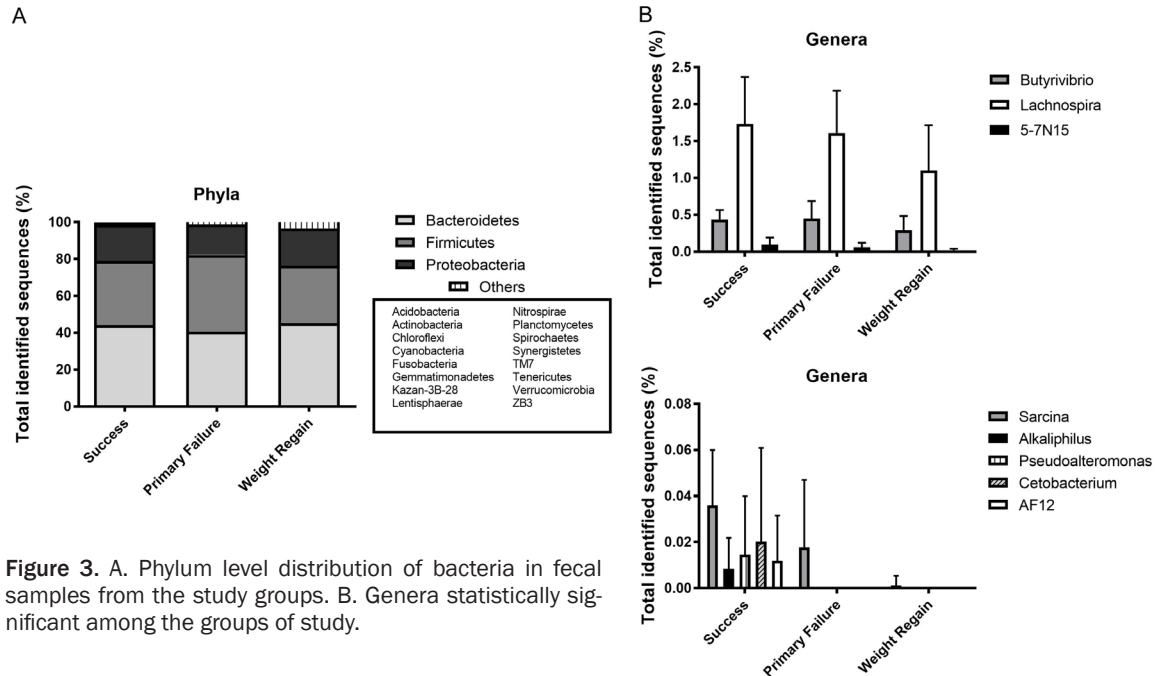 A
Phyla
Total identified sequences (%)
100
80
60
40
20
0
Success
Primary Failure
Weight Regain
Bacteroidetes
Firmicutes
Proteobacteria
Others
Acidobacteria Nitrospirae
Actinobacteria Planctomycetes
Chloroflexi Spirochaetes
Cyanobacteria Synergistetes
Fusobacteria TM7
Gemmatimonadetes Tenericutes
Kazan-3B-28 Verrucomicrobia
Lentisphaerae ZB3
Figure 3. A. Phylum level distribution of bacteria in fecal
samples from the study groups. B. Genera statistically sig-
nificant among the groups of study.
B
Genera
Total identified sequences (%)
2.5
2.0
1.5
1.0
0.5
0.0
Success
Primary Failure
Weight Regain
Butyrivibrio
Lachnospira
5-7N15
Genera
Total identified sequences (%)
0.08
0.06
0.04
0.02
0.00
Success
Primary Failure
Weight Regain
Sarcina
Alkaliphilus
Pseudoalteromonas
Cetobacterium
AF12